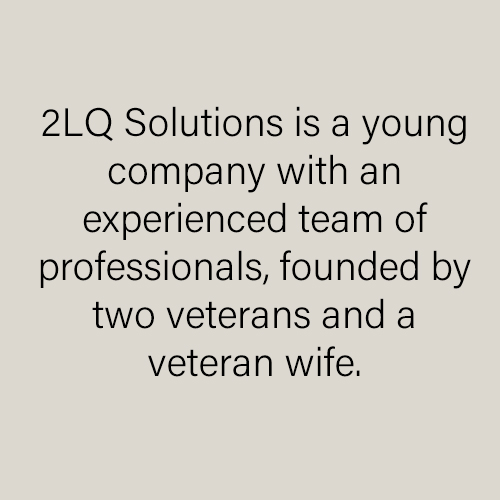 2LQ Solutions is a young
company with an
experienced team of
professionals, founded by
two veterans and a
veteran wife.